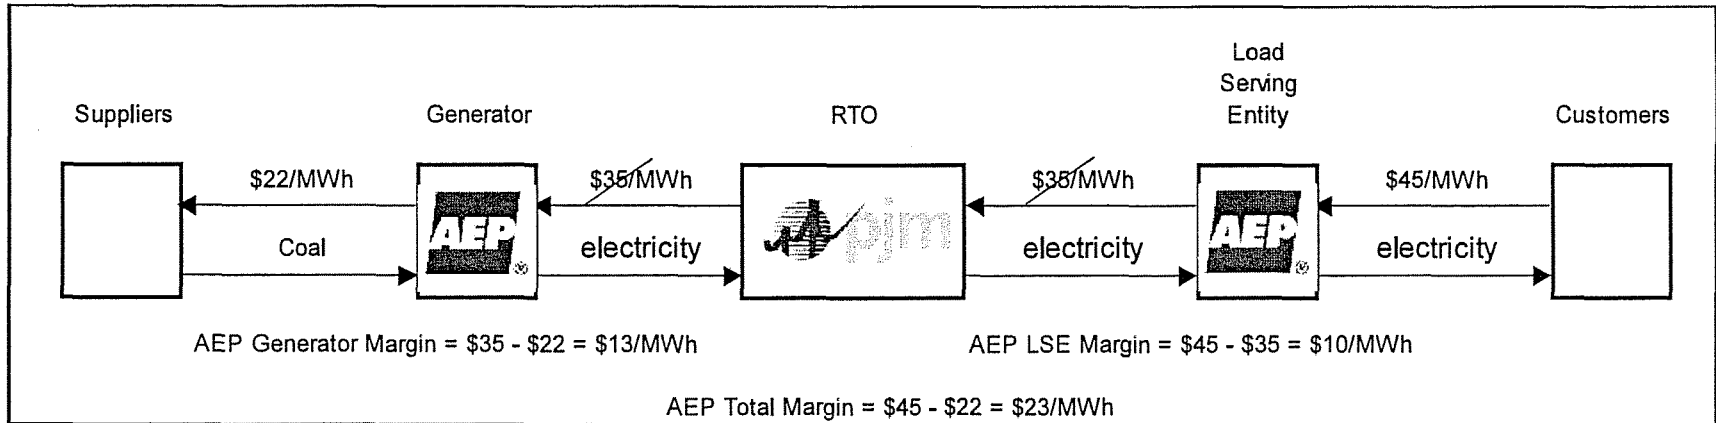 Load
Serving
Entity
Suppliers
Generator
RTO
Customers
$22/MWh
$35/MWh
$35/MWh
$45/MWh
AEP
pjm
AEP
Coal
electricity
electricity
electricity
AEP Generator Margin = $35 - $22 = $13/MWh
AEP LSE Margin = $45 - $35 = $10/MWh
AEP Total Margin = $45 - $22 = $23/MWh